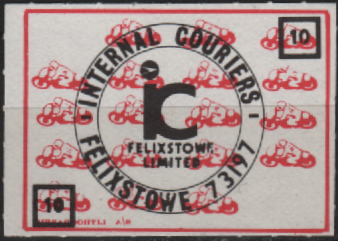 10
INTERNAL COURIERS
ic
FELIXSTOWE
LIMITED
FELIXSTOWE 73197
10